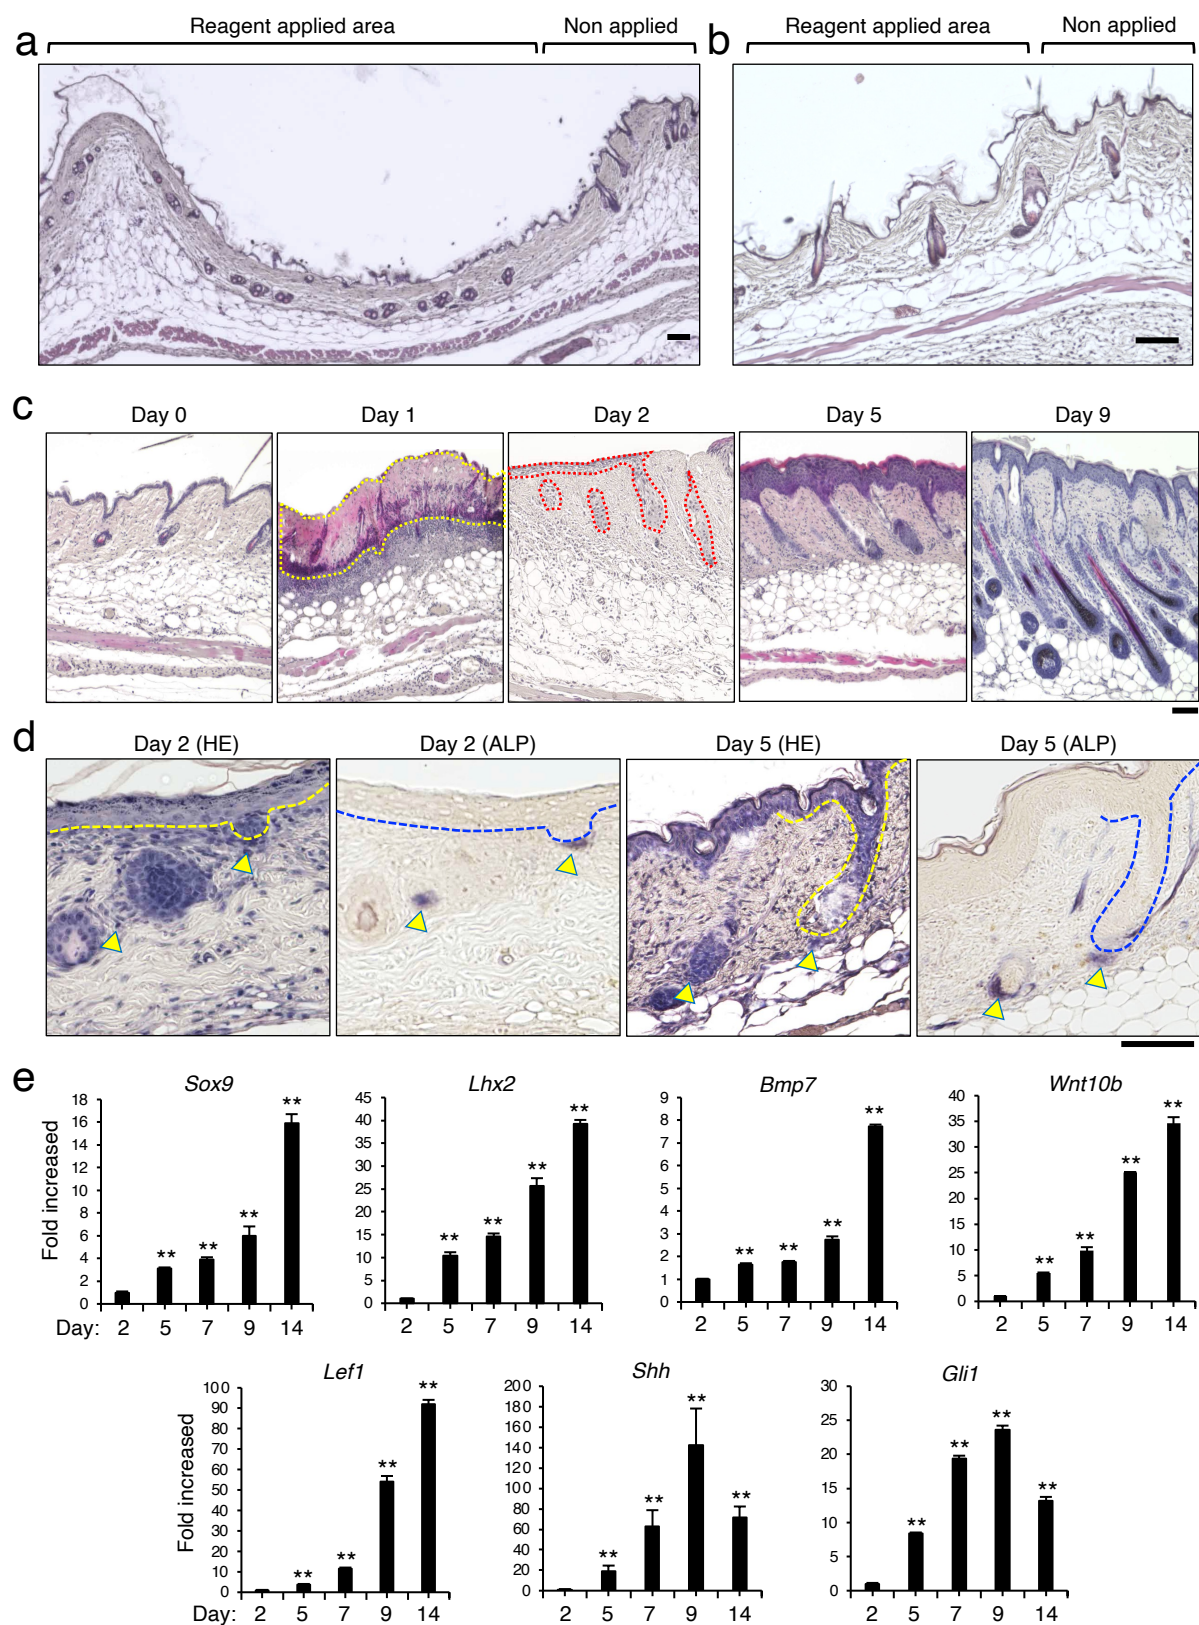 a Reagent applied area Non applied b Reagent applied area Non applied
c Day 0 Day 1 Day 2 Day 5 Day 9
d Day 2 (HE) Day 2 (ALP) Day 5 (HE) Day 5 (ALP)
e
Sox9
Fold increased
18
16
14
12
10
8
6
4
2
0
** ** ** **
Day: 2 5 7 9 14
Lhx2
45
40
35
30
25
20
15
10
5
0
** ** ** **
2 5 7 9 14
Bmp7
9
8
7
6
5
4
3
2
1
0
** ** ** **
2 5 7 9 14
Wnt10b
40
35
30
25
20
15
10
5
0
** ** ** **
2 5 7 9 14
Lef1
Fold increased
100
90
80
70
60
50
40
30
20
10
0
** ** ** **
Day: 2 5 7 9 14
Shh
200
180
160
140
120
100
80
60
40
20
0
** ** ** **
2 5 7 9 14
Gli1
30
25
20
15
10
5
0
** ** ** **
2 5 7 9 14